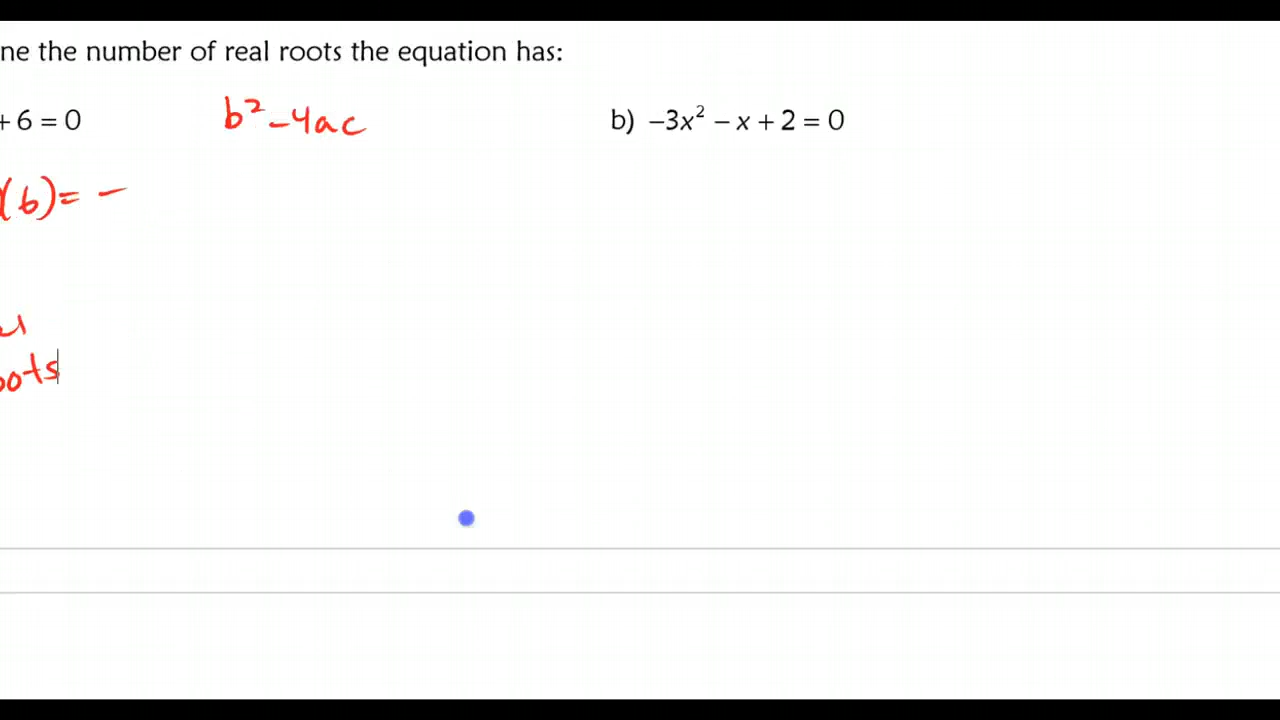 ne the number of real roots the equation has:
+ 6 = 0
b² - 4ac
b) −3x² − x + 2 = 0
(6) = -
oots